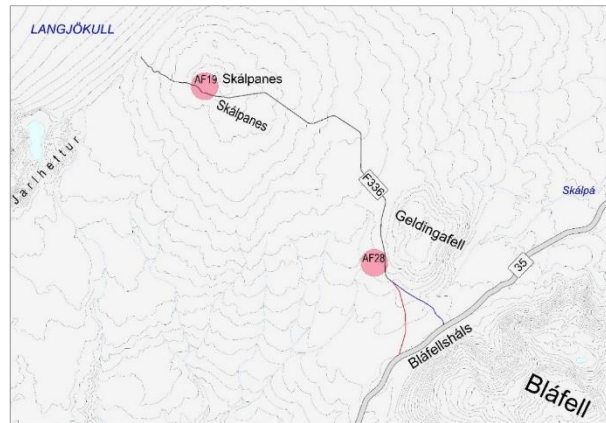 LANGJÖKULL
AF19 Skálpanes
Skálpanes
Jarlhettur
F336
Skálpá
Geldingafell
AF28
35
Bláfellsháls
Bláfell